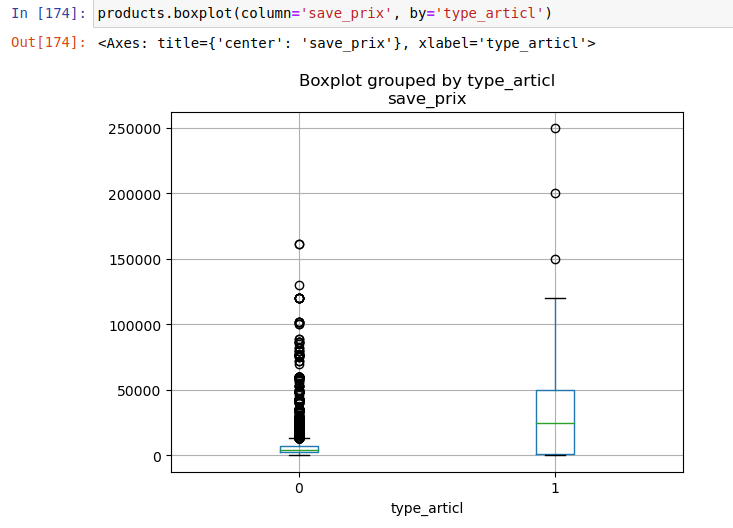 In [174]: products.boxplot(column='save_prix', by='type_articl')
Out[174]: <Axes: title={'center': 'save_prix'}, xlabel='type_articl'>
Boxplot grouped by type_articl
save_prix
250000
200000
150000
100000
50000
0
0 1
type_articl